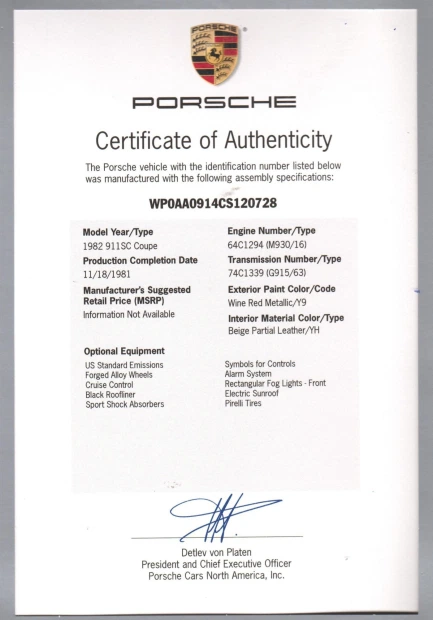 PORSCHE
PORSCHE
Certificate of Authenticity
The Porsche vehicle with the identification number listed below
was manufactured with the following assembly specifications:
WP0AA0914CS120728
Model Year/Type
1982 911SC Coupe
Production Completion Date
11/18/1981
Manufacturer's Suggested
Retail Price (MSRP)
Information Not Available
Engine Number/Type
64C1294 (M930/16)
Transmission Number/Type
74C1339 (G915/63)
Exterior Paint Color/Code
Wine Red Metallic/Y9
Interior Material Color/Type
Beige Partial Leather/YH
Optional Equipment
US Standard Emissions
Forged Alloy Wheels
Cruise Control
Black Roofliner
Sport Shock Absorbers
Symbols for Controls
Alarm System
Rectangular Fog Lights - Front
Electric Sunroof
Pirelli Tires
Detlev von Platen
President and Chief Executive Officer
Porsche Cars North America, Inc.